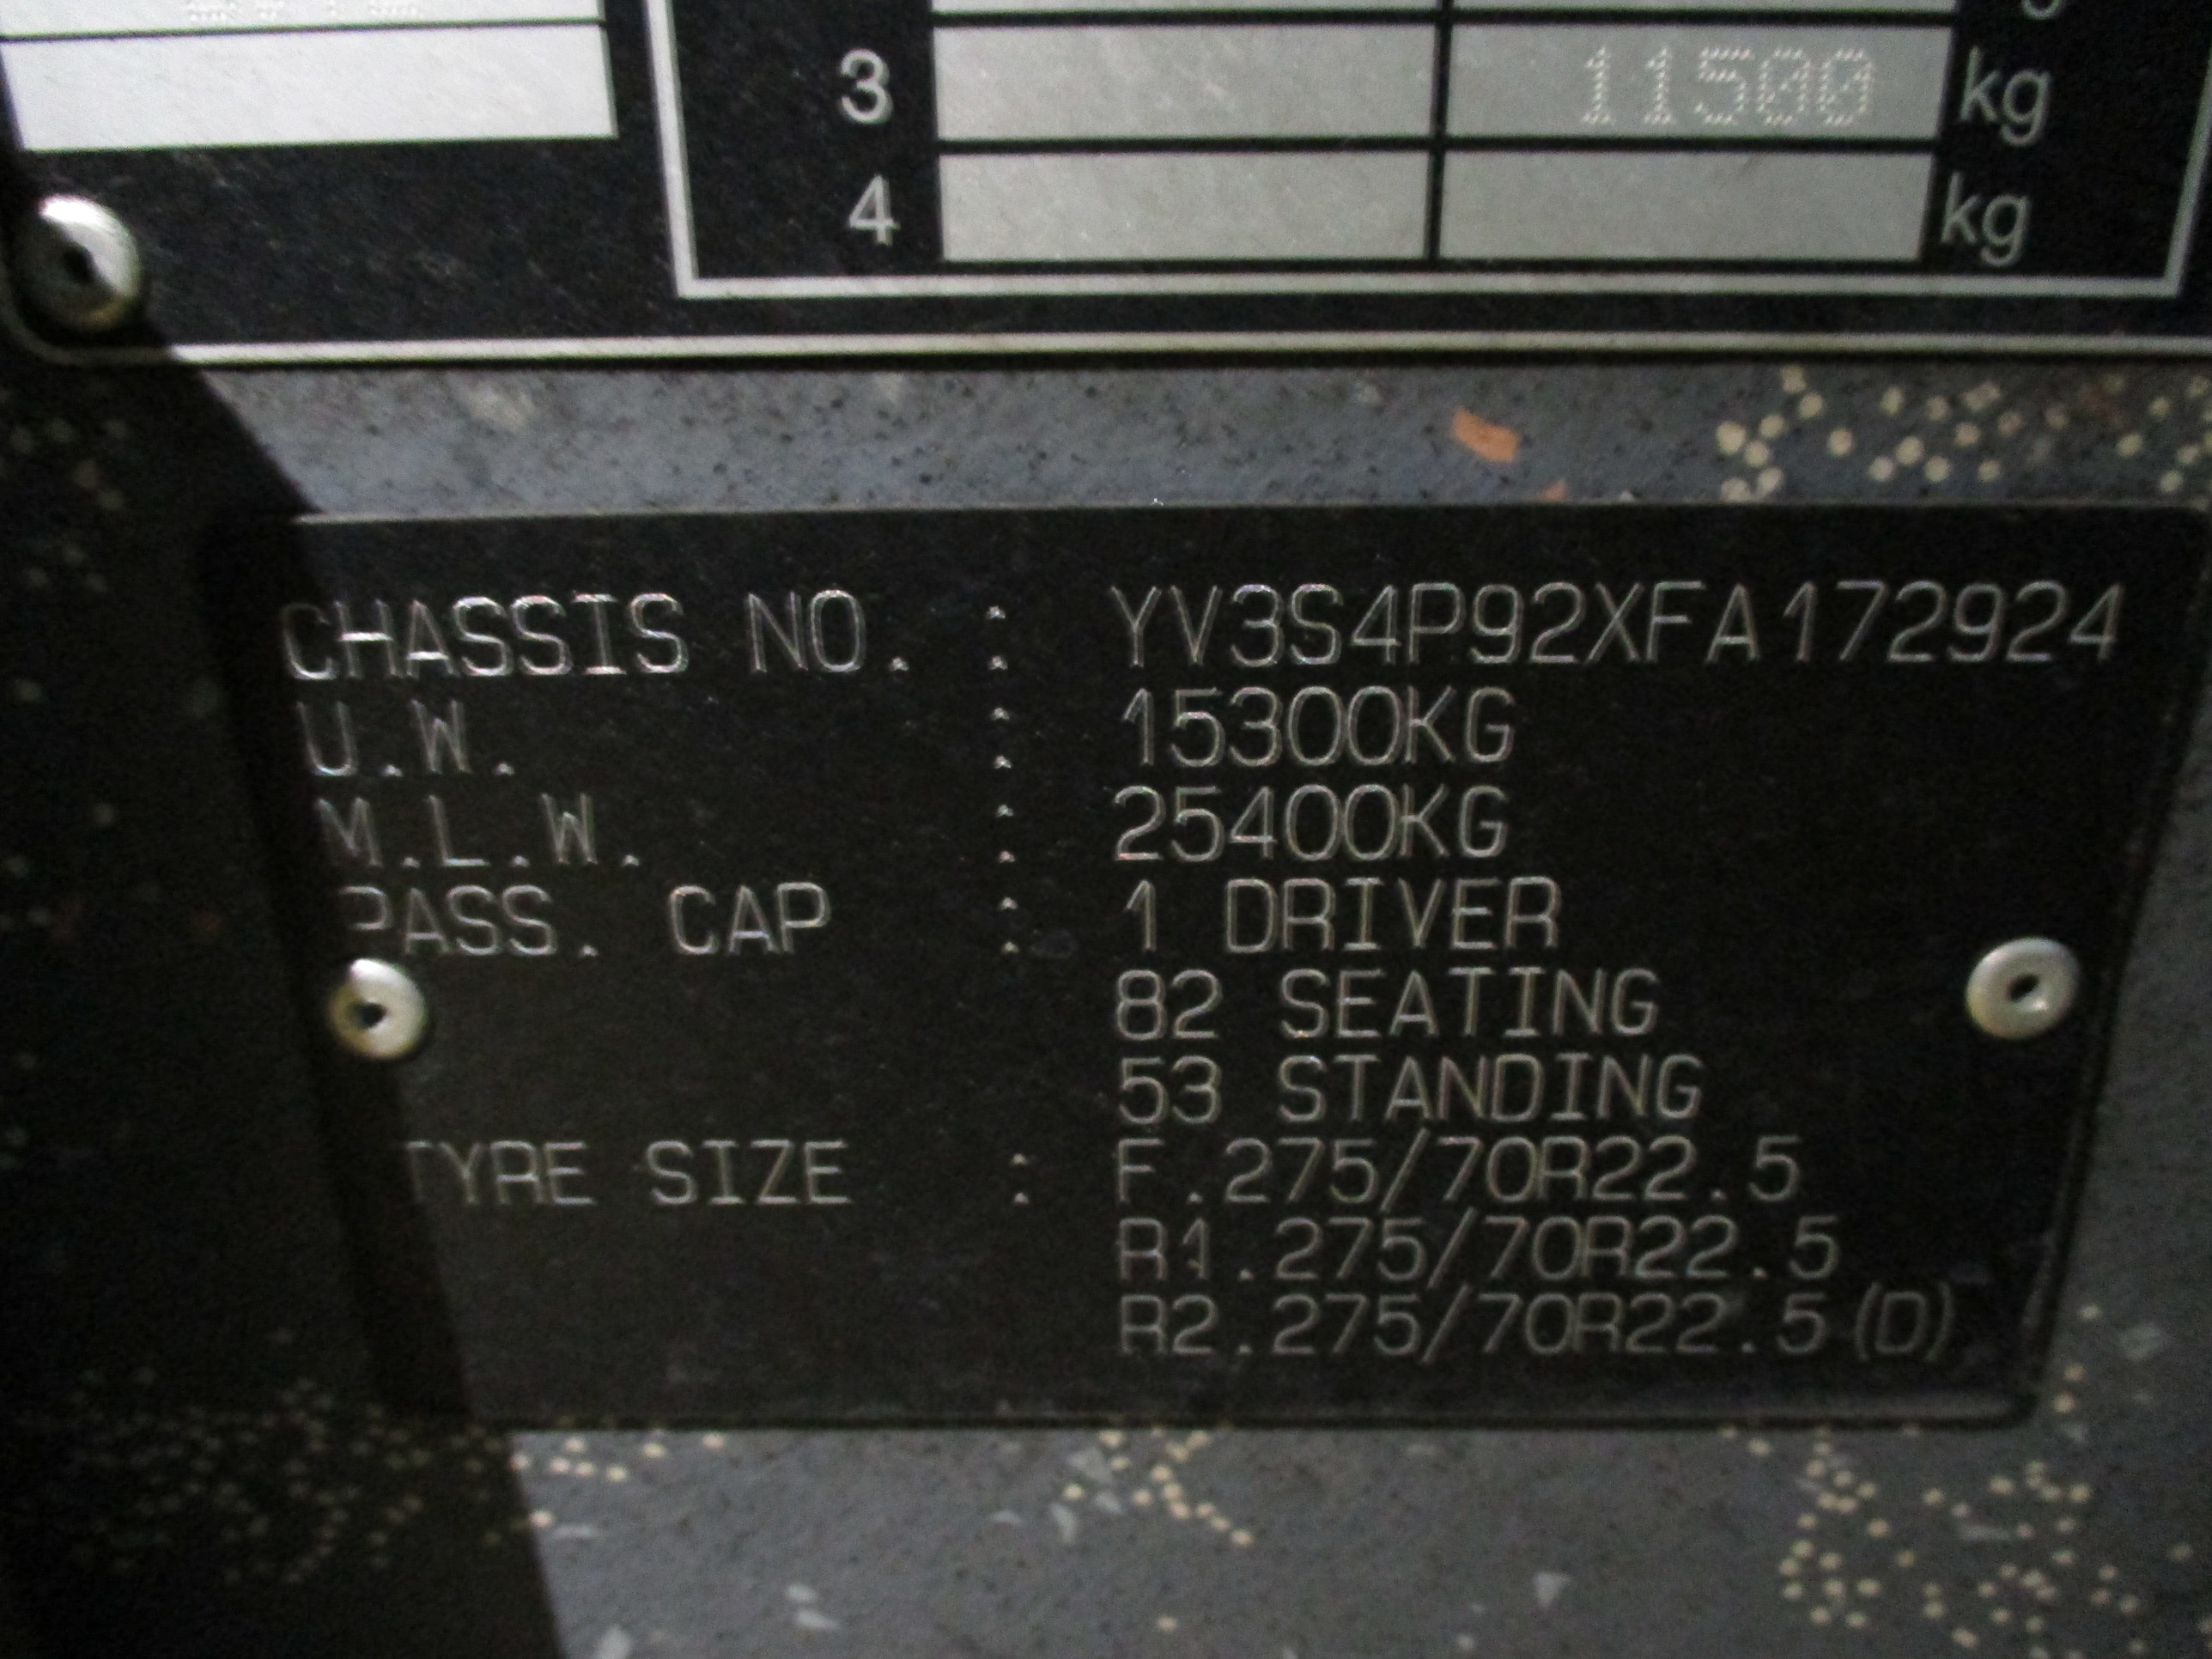 3 11500 kg
4 kg
CHASSIS NO. : YV3S4P92XFA172924
U.W. : 15300KG
M.L.W. : 25400KG
PASS. CAP : 1 DRIVER
82 SEATING
53 STANDING
TYRE SIZE : F.275/70R22.5
R1.275/70R22.5
R2.275/70R22.5(D)